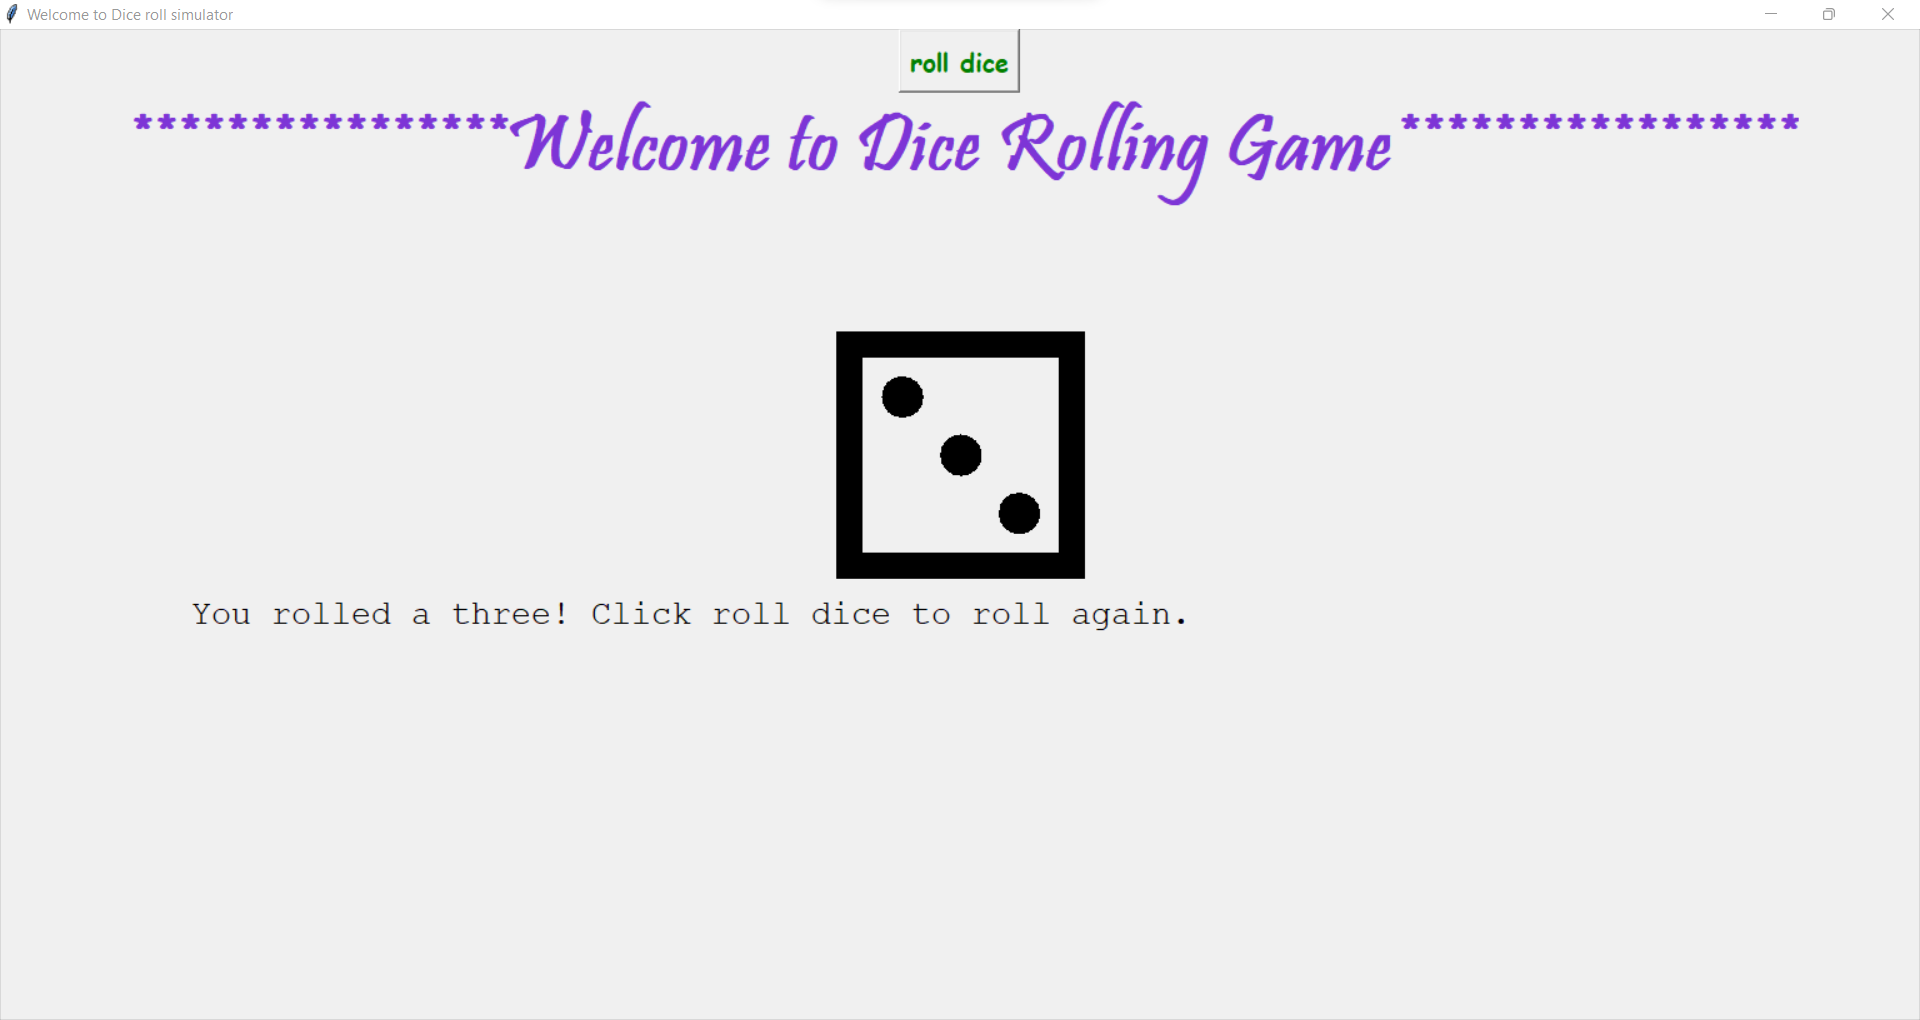 Welcome to Dice roll simulator
roll dice
****************Welcome to Dice Rolling Game*****************
You rolled a three! Click roll dice to roll again.